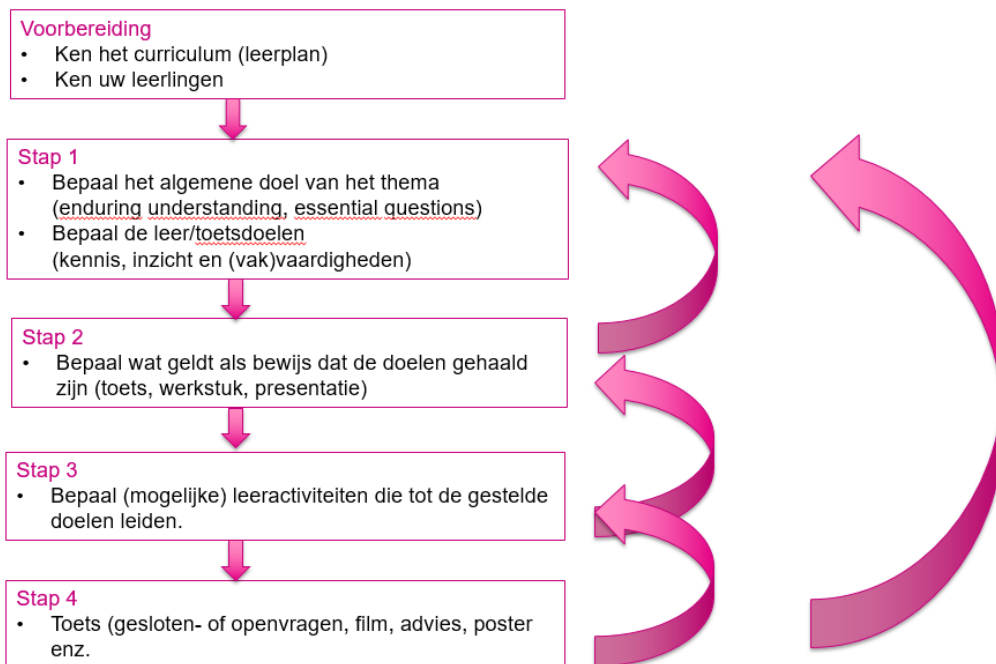 Voorbereiding
• Ken het curriculum (leerplan)
• Ken uw leerlingen
Stap 1
• Bepaal het algemene doel van het thema
(enduring understanding, essential questions)
• Bepaal de leer/toetsdoelen
(kennis, inzicht en (vak)vaardigheden)
Stap 2
• Bepaal wat geldt als bewijs dat de doelen gehaald
zijn (toets, werkstuk, presentatie)
Stap 3
• Bepaal (mogelijke) leeractiviteiten die tot de gestelde
doelen leiden.
Stap 4
• Toets (gesloten- of openvragen, film, advies, poster
enz.